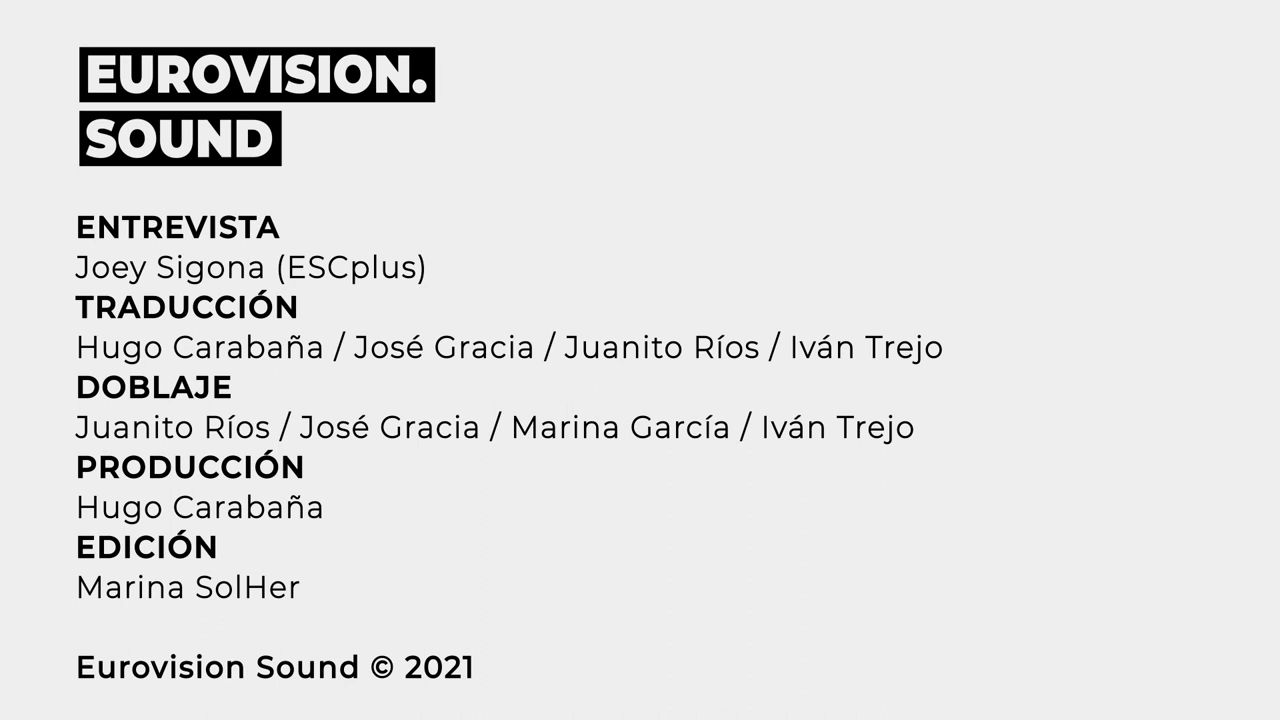 EUROVISION.
SOUND
ENTREVISTA
Joey Sigona (ESCplus)
TRADUCCIÓN
Hugo Carabaña / José Gracia / Juanito Ríos / Iván Trejo
DOBLAJE
Juanito Ríos / José Gracia / Marina García / Iván Trejo
PRODUCCIÓN
Hugo Carabaña
EDICIÓN
Marina SolHer
Eurovision Sound © 2021